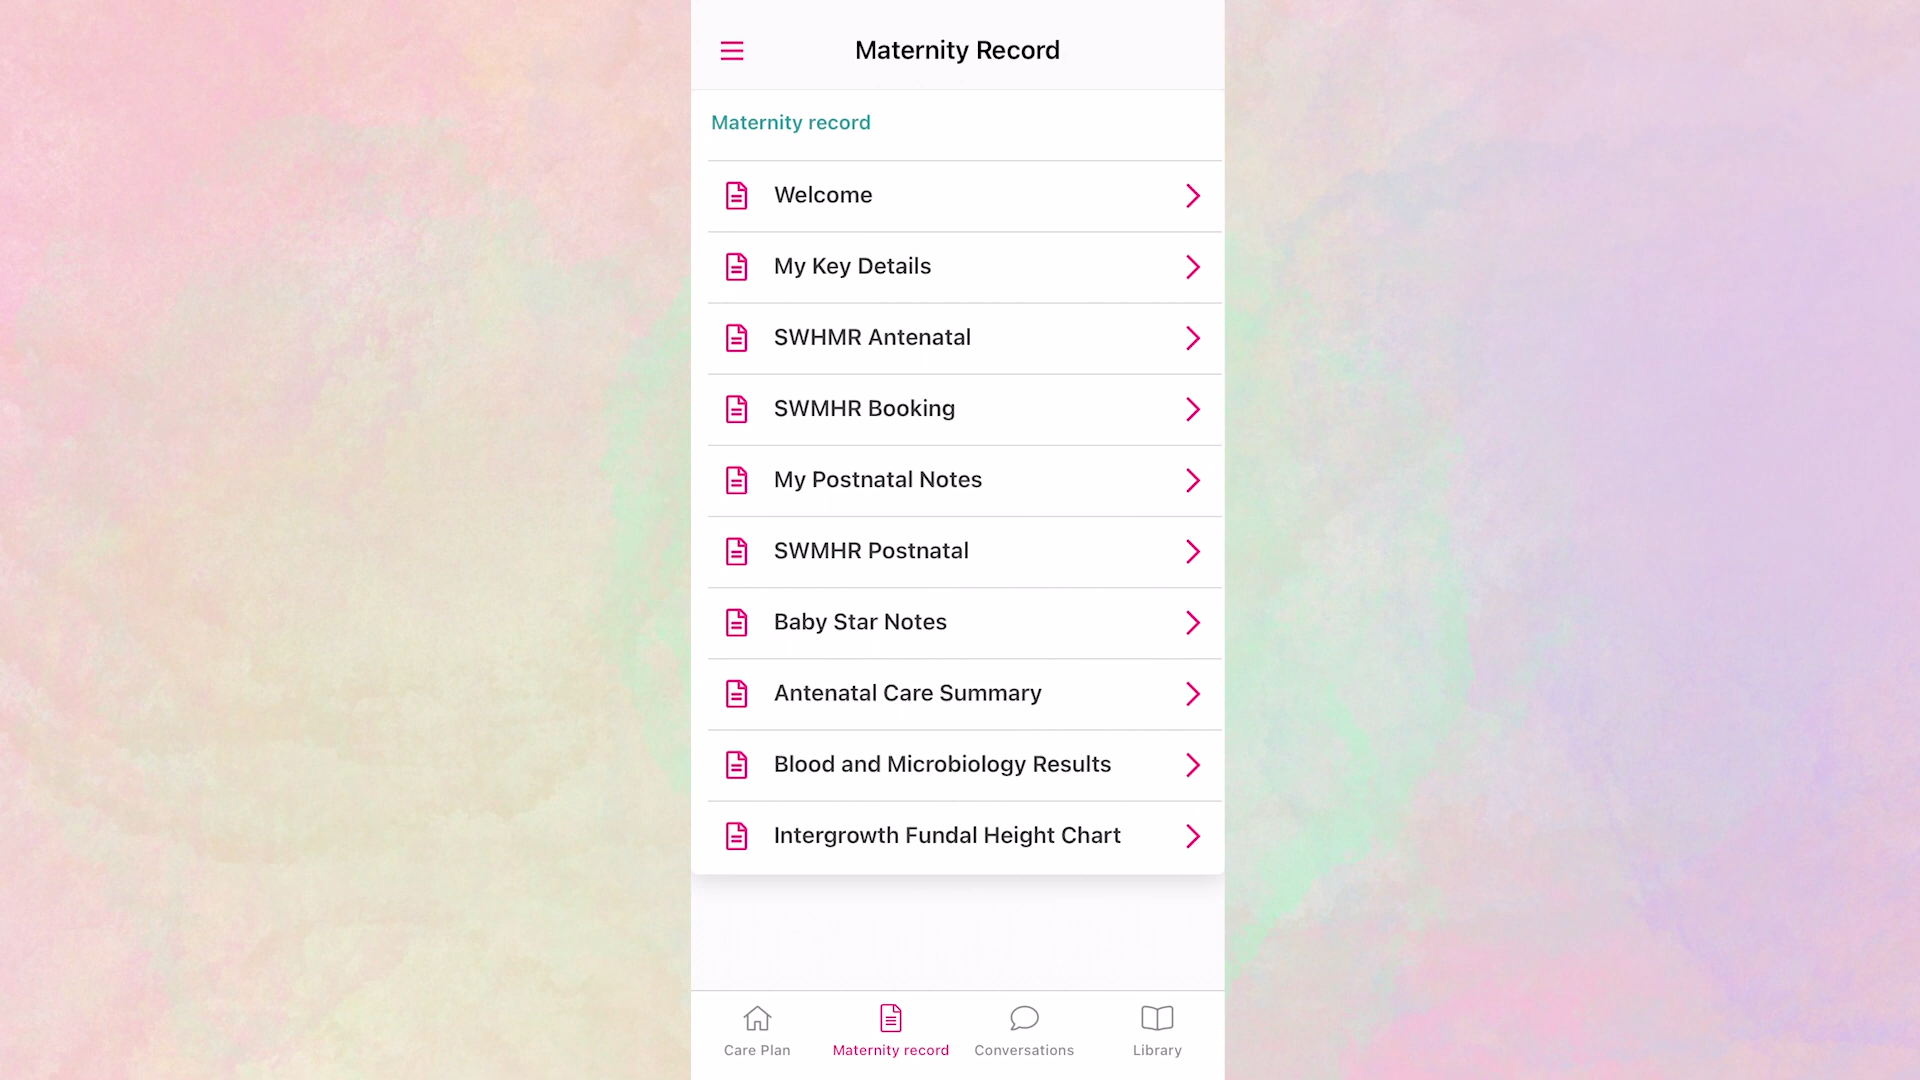 Maternity Record
Maternity record
Welcome
My Key Details
SWHMR Antenatal
SWMHR Booking
My Postnatal Notes
SWMHR Postnatal
Baby Star Notes
Antenatal Care Summary
Blood and Microbiology Results
Intergrowth Fundal Height Chart
Care Plan
Maternity record
Conversations
Library